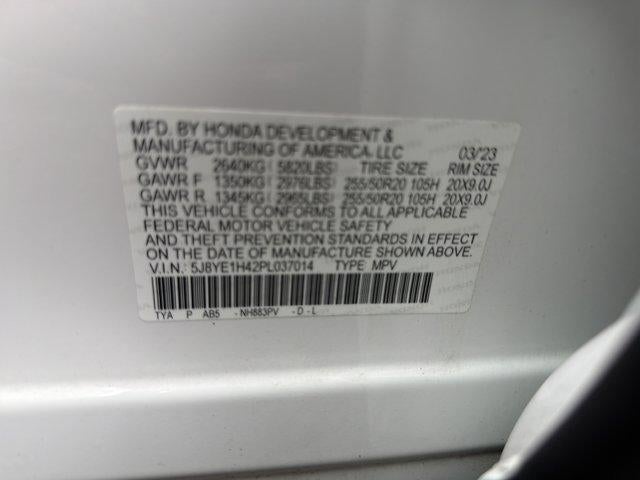 MFD. BY HONDA DEVELOPMENT &
MANUFACTURING OF AMERICA, LLC 03/23
GVWR 2640KG 5820LBS TIRE SIZE RIM SIZE
GAWR F 1350KG 2976LBS 255/50R20 105H 20X9.0J
GAWR R 1345KG 2965LBS 255/50R20 105H 20X9.0J
THIS VEHICLE CONFORMS TO ALL APPLICABLE
FEDERAL MOTOR VEHICLE SAFETY
AND THEFT PREVENTION STANDARDS IN EFFECT
ON THE DATE OF MANUFACTURE SHOWN ABOVE.
V.I.N.: 5J8YE1H42PL037014 TYPE MPV
TYA P AB5 -NH883PV -D-L